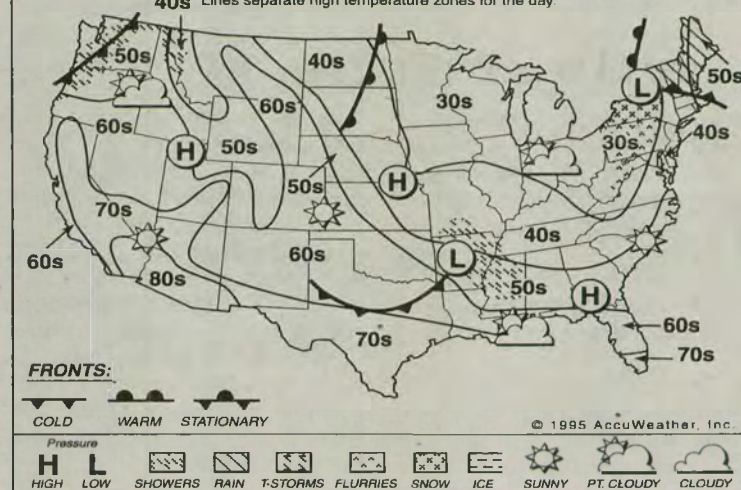 40s Lines separate high temperature zones for the day.
50s
40s
50s
60s
30s
60s
50s
H
L
40s
30s
H
50s
70s
60s
40s
60s
80s
L
50s
H
70s
60s
70s
FRONTS:
COLD WARM STATIONARY
© 1995 AccuWeather, Inc.
Pressure
H L
HIGH LOW SHOWERS RAIN T-STORMS FLURRIES SNOW ICE SUNNY PT. CLOUDY CLOUDY